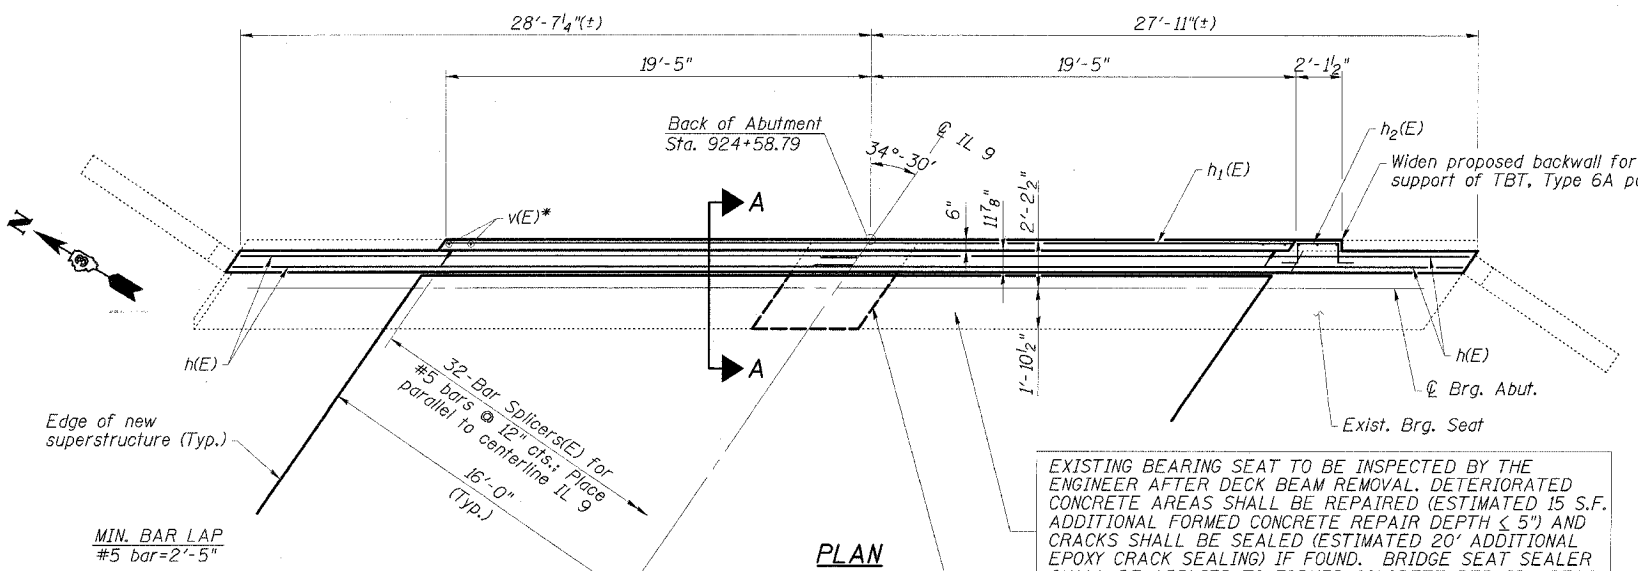 28'-7¼"(±)
27'-11"(±)
19'-5"
19'-5"
2'-1½"
Back of Abutment
Sta. 924+58.79
34°-30'
℄ IL 9
h₂(E)
Widen proposed backwall for
support of TBT, Type 6A po
h₁(E)
A
v(E)*
6"
11⅞"
2'-2½"
N
3
h(E)
A
1'-10½"
h(E)
℄ Brg. Abut.
Exist. Brg. Seat
Edge of new
superstructure (Typ.)
32-Bar Splicers(E) for
#5 bars @ 12" cts.; Place
parallel to centerline IL 9
16'-0"
(Typ.)
MIN. BAR LAP
#5 bar=2'-5"
PLAN
EXISTING BEARING SEAT TO BE INSPECTED BY THE
ENGINEER AFTER DECK BEAM REMOVAL. DETERIORATED
CONCRETE AREAS SHALL BE REPAIRED (ESTIMATED 15 S.F.
ADDITIONAL FORMED CONCRETE REPAIR DEPTH ≤ 5") AND
CRACKS SHALL BE SEALED (ESTIMATED 20' ADDITIONAL
EPOXY CRACK SEALING) IF FOUND. BRIDGE SEAT SEALER